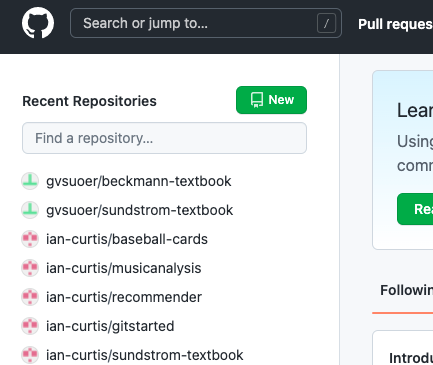 Search or jump to...
/
Pull reques
Recent Repositories
New
Find a repository...
gvsuoer/beckmann-textbook
gvsuoer/sundstrom-textbook
ian-curtis/baseball-cards
ian-curtis/musicanalysis
ian-curtis/recommender
ian-curtis/gitstarted
ian-curtis/sundstrom-textbook
Lear
Using
comm
Rea
Followin
Introdu